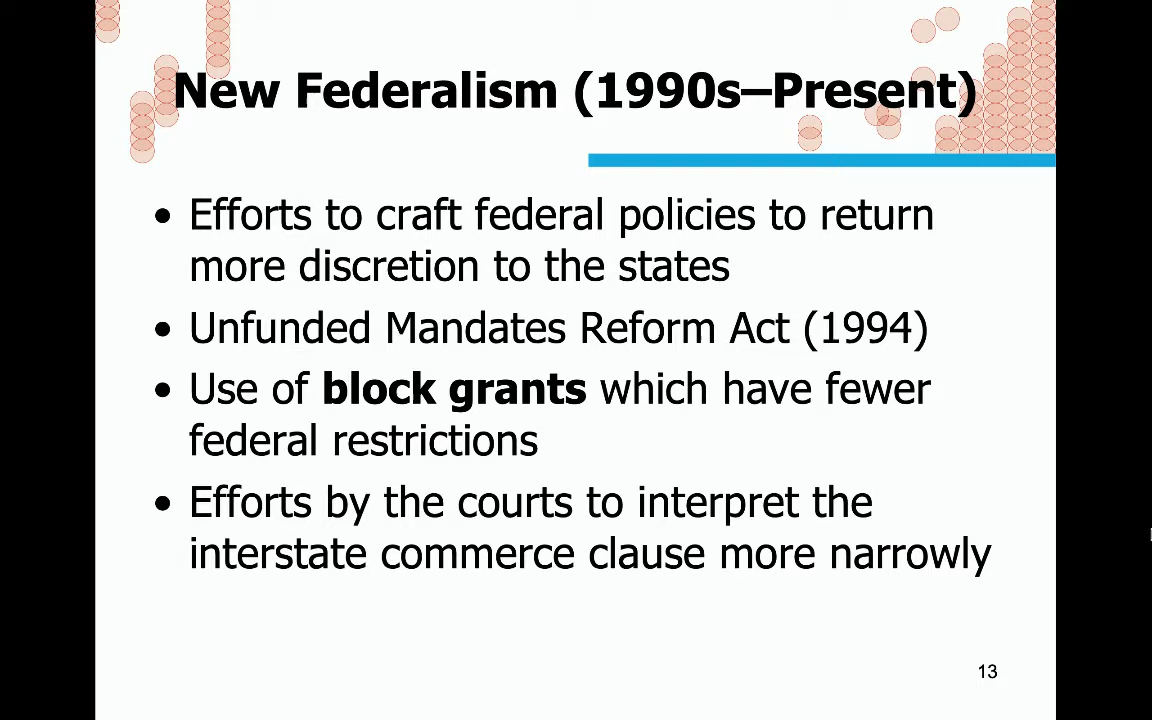 New Federalism (1990s–Present)
• Efforts to craft federal policies to return
more discretion to the states
• Unfunded Mandates Reform Act (1994)
• Use of block grants which have fewer
federal restrictions
• Efforts by the courts to interpret the
interstate commerce clause more narrowly
13